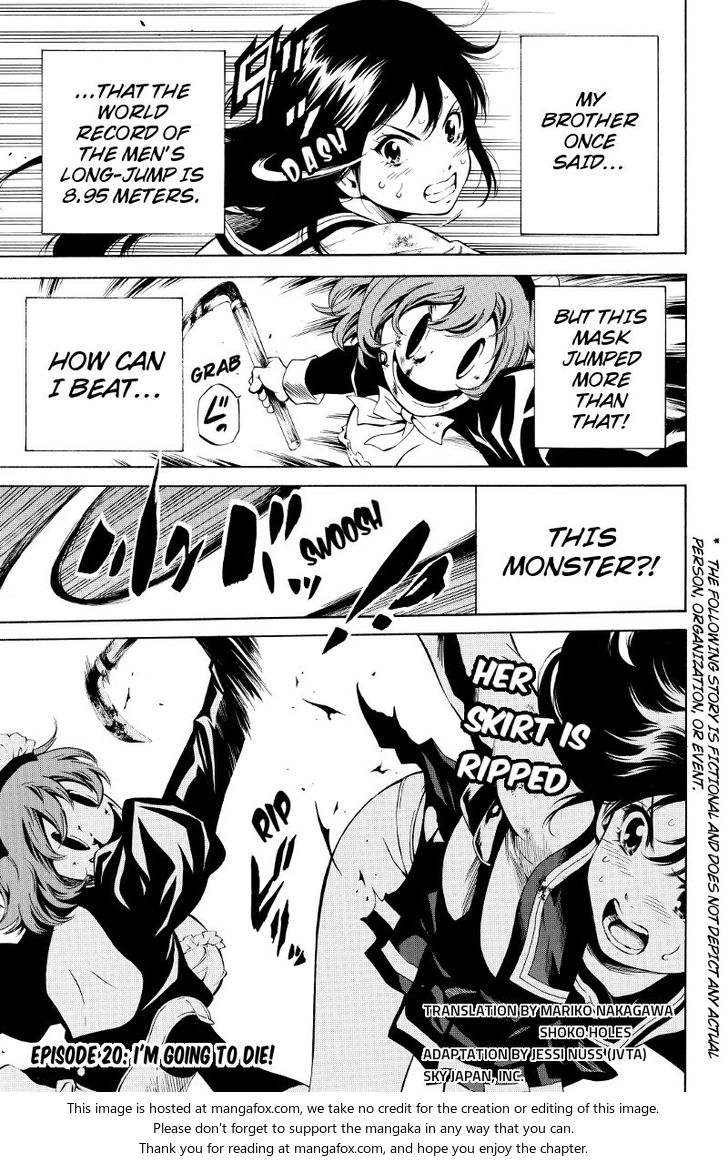 MY
BROTHER
ONCE
SAID...
...THAT THE
WORLD
RECORD OF
THE MEN'S
LONG-JUMP IS
8.95 METERS.
DASH
BUT THIS
MASK
JUMPED
MORE
THAN
THAT!
GRAB
ビッ
HOW CAN
I BEAT...
THIS
MONSTER?!
SWOOSH
HER
SKIRT IS
RIPPED
RIP
* THE FOLLOWING STORY IS FICTIONAL AND DOES NOT DEPICT ANY ACTUAL
PERSON, ORGANIZATION, OR EVENT.
TRANSLATION BY MARIKO NAKAGAWA
SHOKO HOLES
ADAPTATION BY JESSI NUSS (JVTA)
SKY JAPAN, INC.
EPISODE 20: I'M GOING TO DIE!
This image is hosted at mangafox.com, we take no credit for the creation or editing of this image.
Please don't forget to support the mangaka in any way that you can.
Thank you for reading at mangafox.com, and hope you enjoy the chapter.